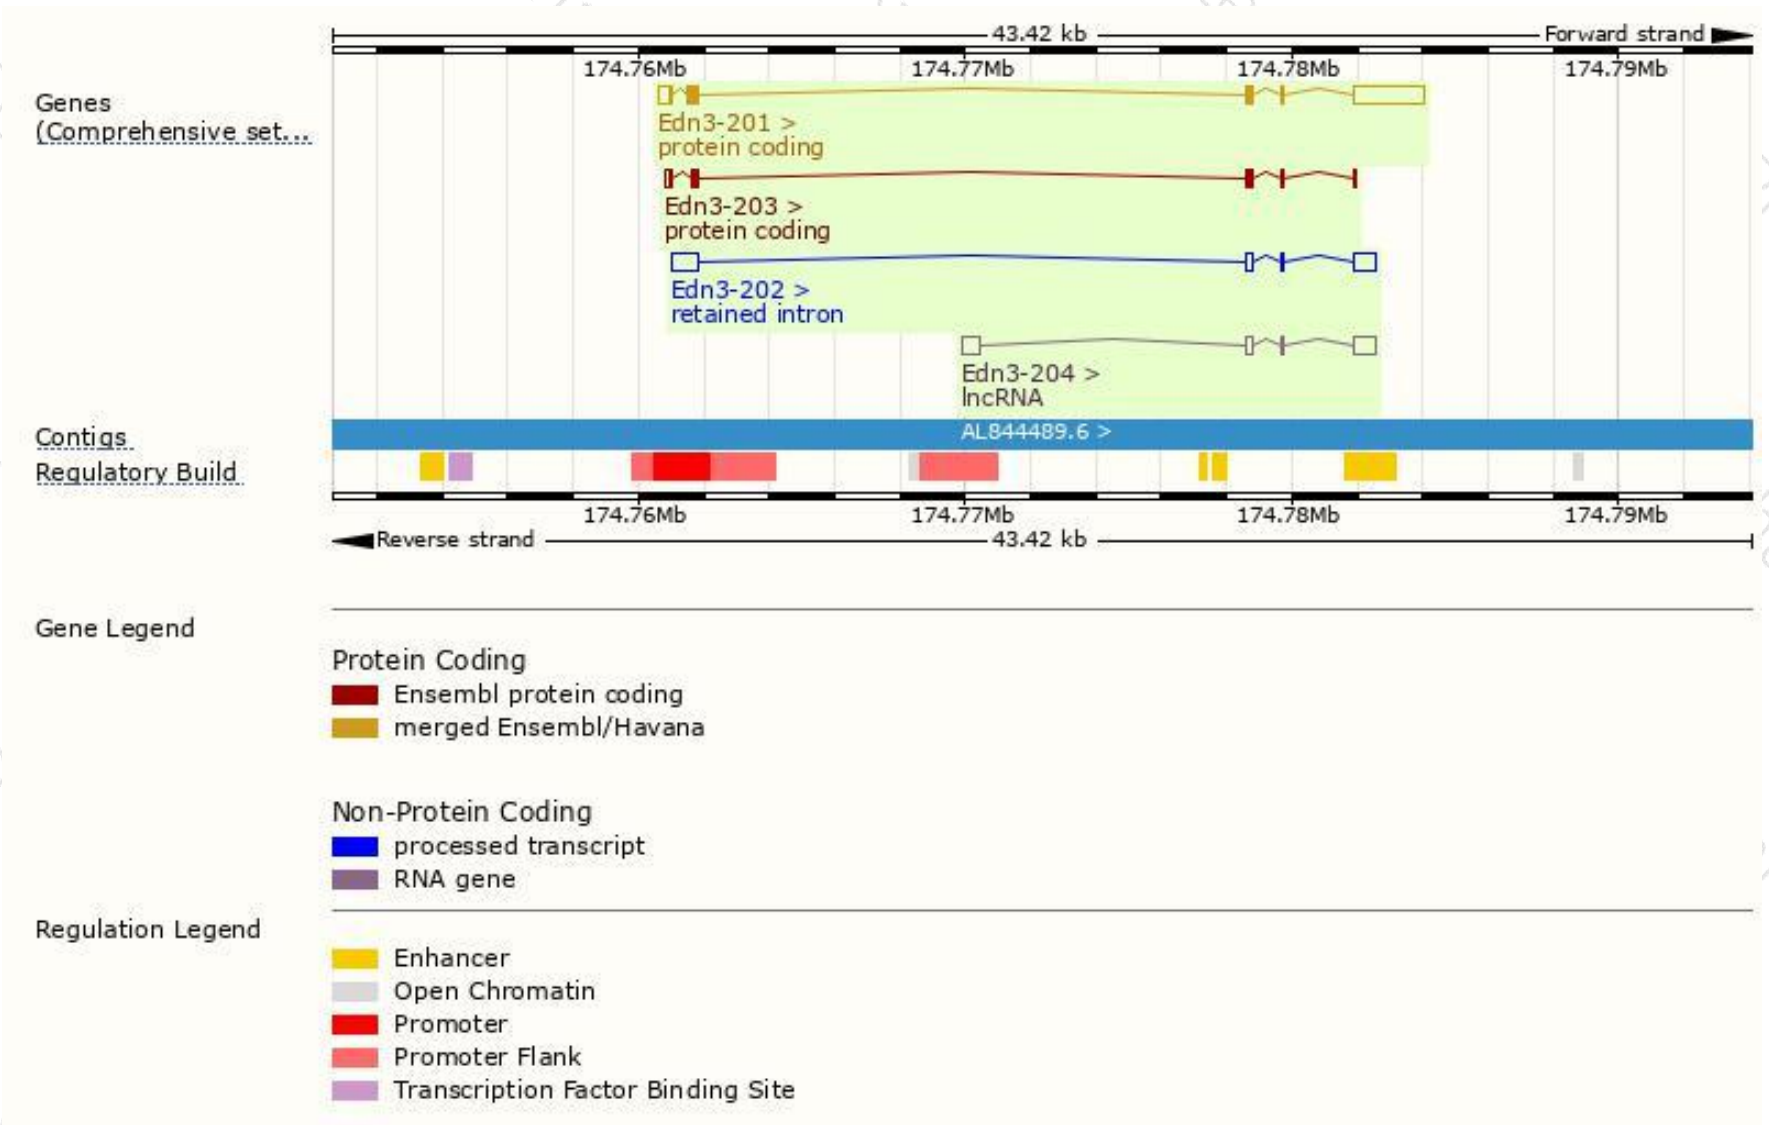 43.42 kb Forward strand
174.76Mb 174.77Mb 174.78Mb 174.79Mb
Genes
(Comprehensive set...
Edn3-201 >
protein coding
Edn3-203 >
protein coding
Edn3-202 >
retained intron
Edn3-204 >
lncRNA
Contigs AL844489.6 >
Regulatory Build
174.76Mb 174.77Mb 174.78Mb 174.79Mb
Reverse strand 43.42 kb
Gene Legend
Protein Coding
Ensembl protein coding
merged Ensembl/Havana
Non-Protein Coding
processed transcript
RNA gene
Regulation Legend
Enhancer
Open Chromatin
Promoter
Promoter Flank
Transcription Factor Binding Site